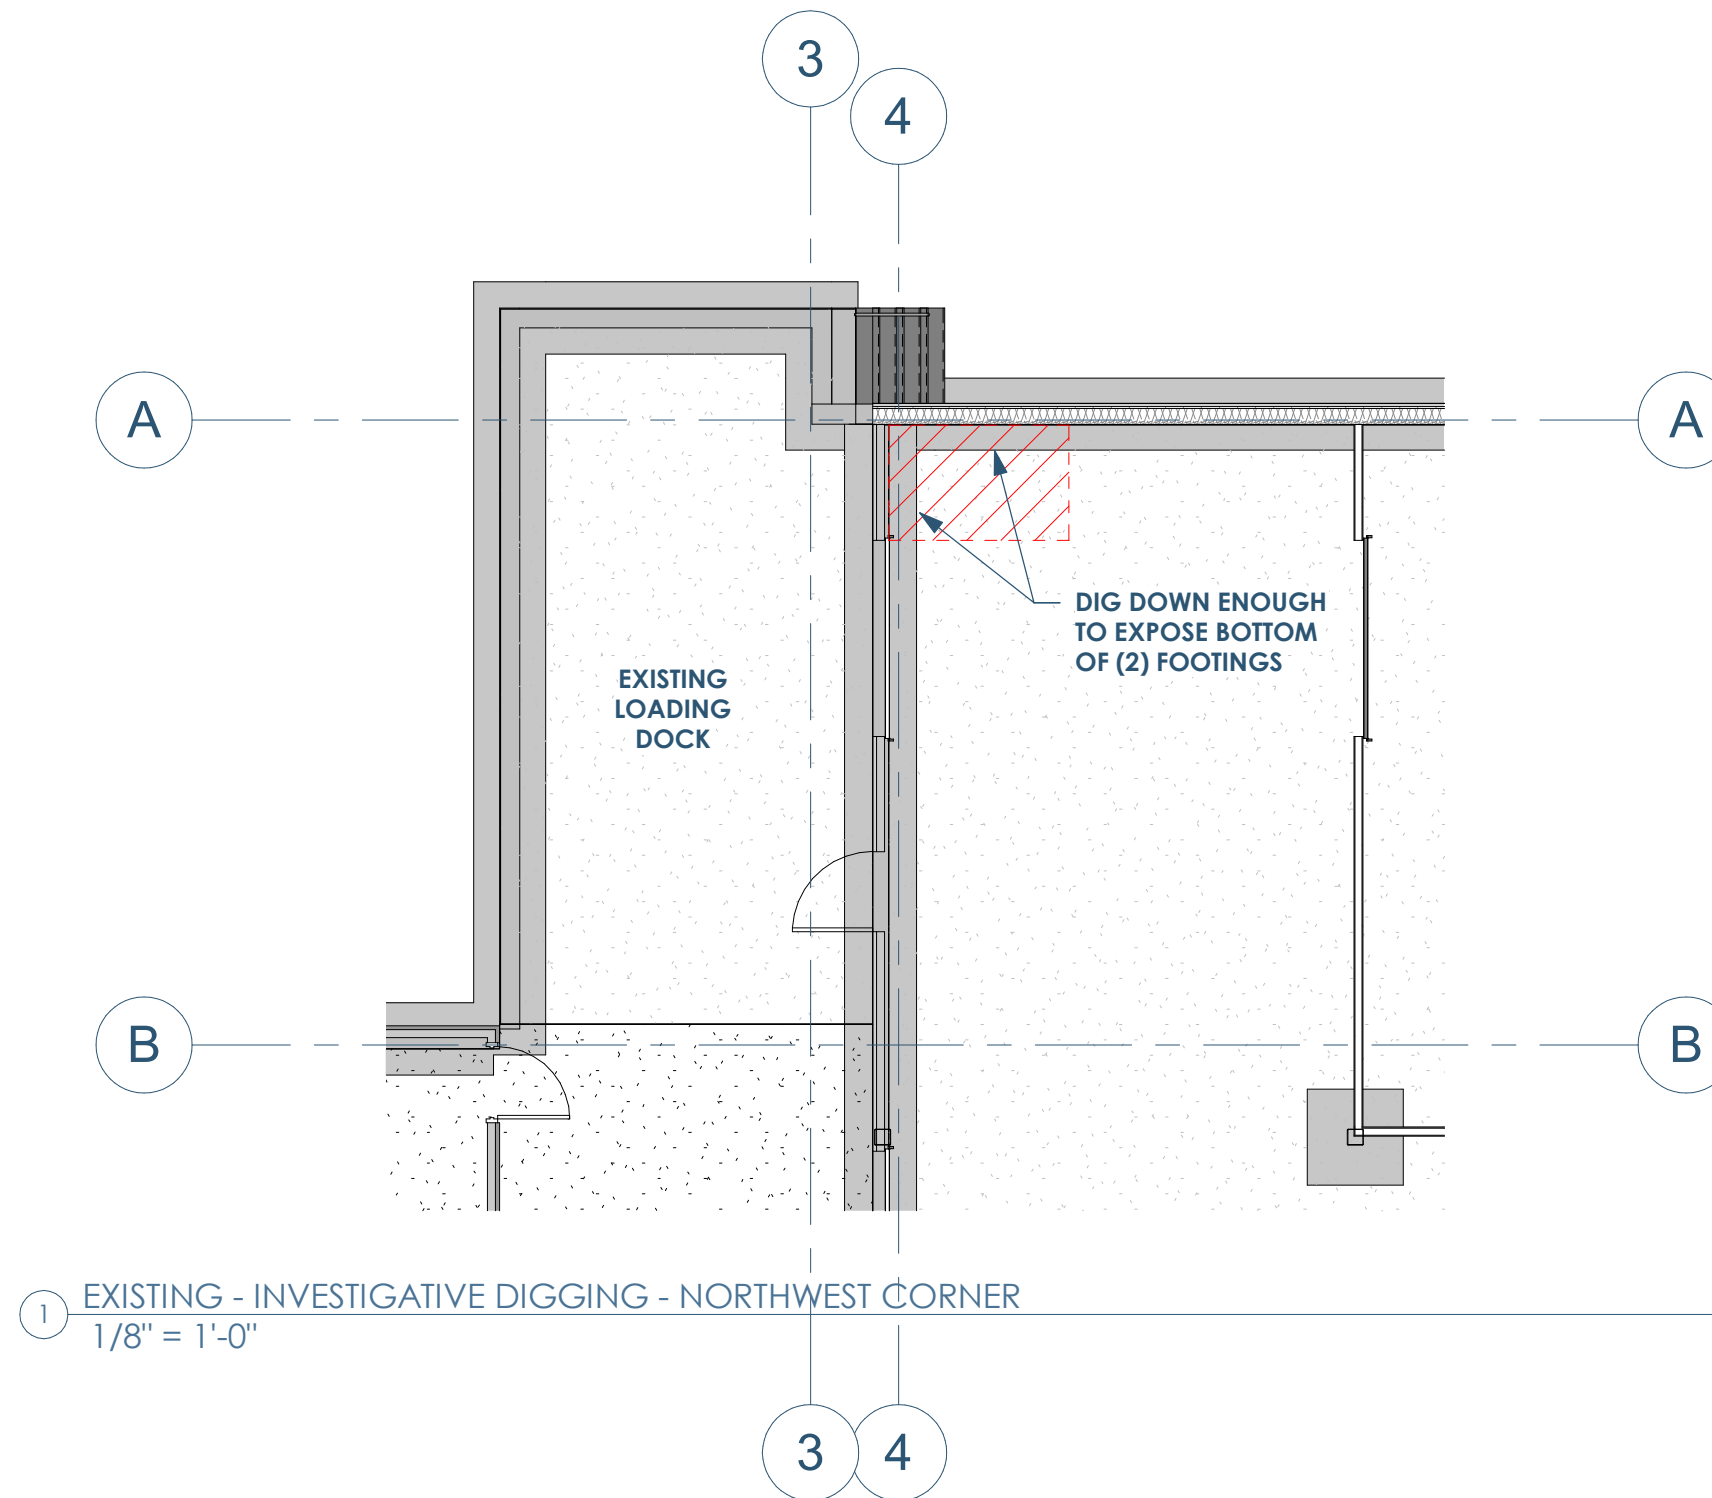 3
4
A
A
DIG DOWN ENOUGH
TO EXPOSE BOTTOM
OF (2) FOOTINGS
EXISTING
LOADING
DOCK
B
B
1
EXISTING - INVESTIGATIVE DIGGING - NORTHWEST CORNER
1/8" = 1'-0"
3
4